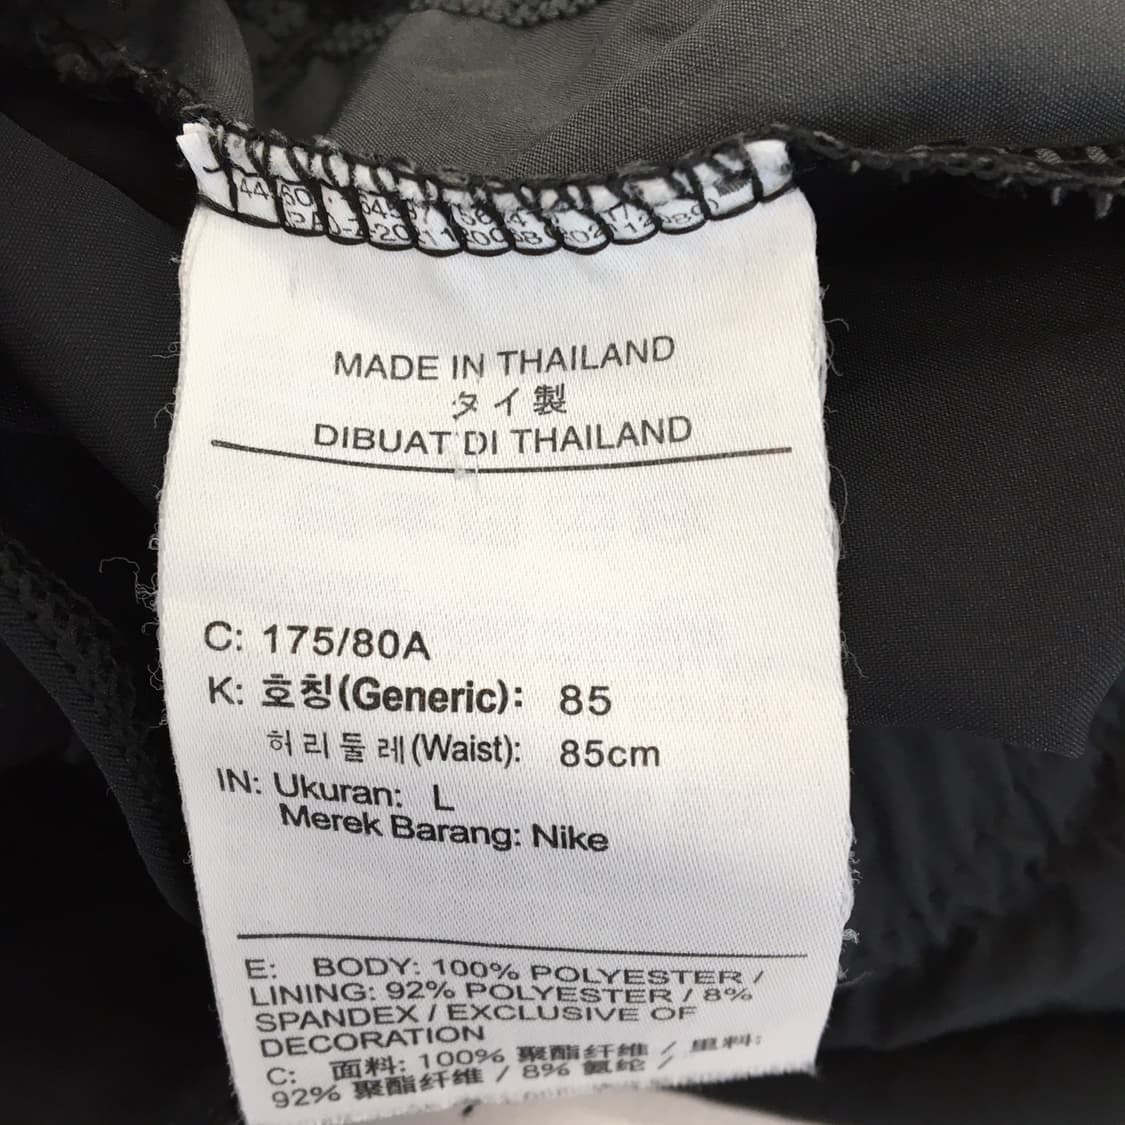 MADE IN THAILAND
タイ製
DIBUAT DI THAILAND
C: 175/80A
K: 호칭(Generic): 85
허리둘레(Waist): 85cm
IN: Ukuran: L
Merek Barang: Nike
E: BODY: 100% POLYESTER /
LINING: 92% POLYESTER / 8%
SPANDEX / EXCLUSIVE OF
DECORATION
C: 面料: 100% 聚酯纤维 / 里料:
92% 聚酯纤维 / 8% 氨纶 /